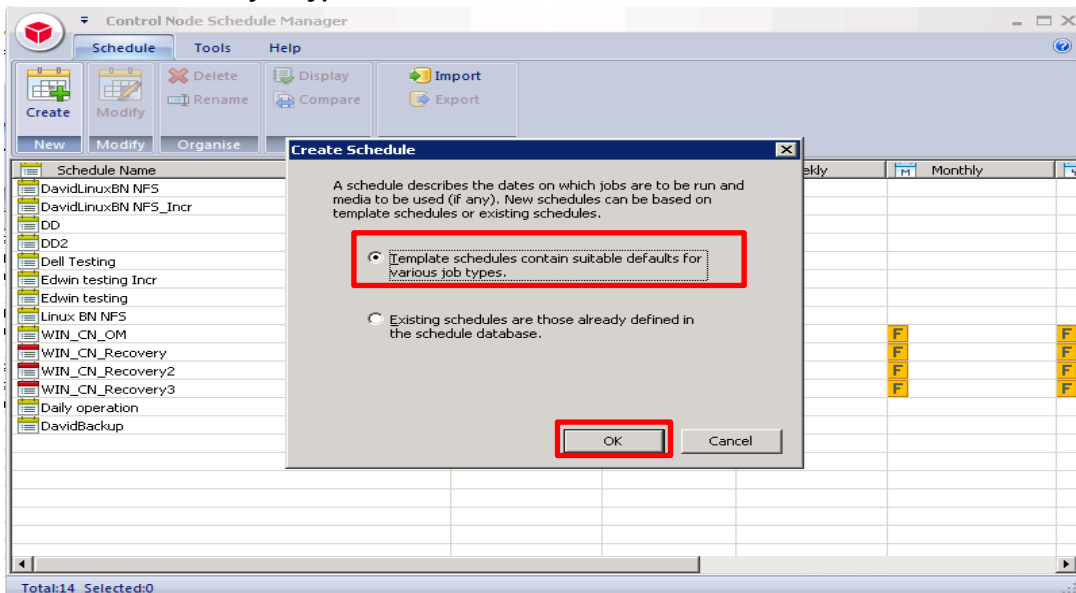 Control Node Schedule Manager
Schedule Tools Help
Delete Display Import
Rename Compare Export
Create Modify
New Modify Organise
Create Schedule
Schedule Name ekly M Monthly
A schedule describes the dates on which jobs are to be run and
media to be used (if any). New schedules can be based on
template schedules or existing schedules.
Template schedules contain suitable defaults for
various job types.
Existing schedules are those already defined in
the schedule database.
OK Cancel
DavidLinuxBN NFS
DavidLinuxBN NFS_Incr
DD
DD2
Dell Testing
Edwin testing Incr
Edwin testing
Linux BN NFS
WIN_CN_OM F F
WIN_CN_Recovery F F
WIN_CN_Recovery2 F F
WIN_CN_Recovery3 F F
Daily operation
DavidBackup
Total:14 Selected:0